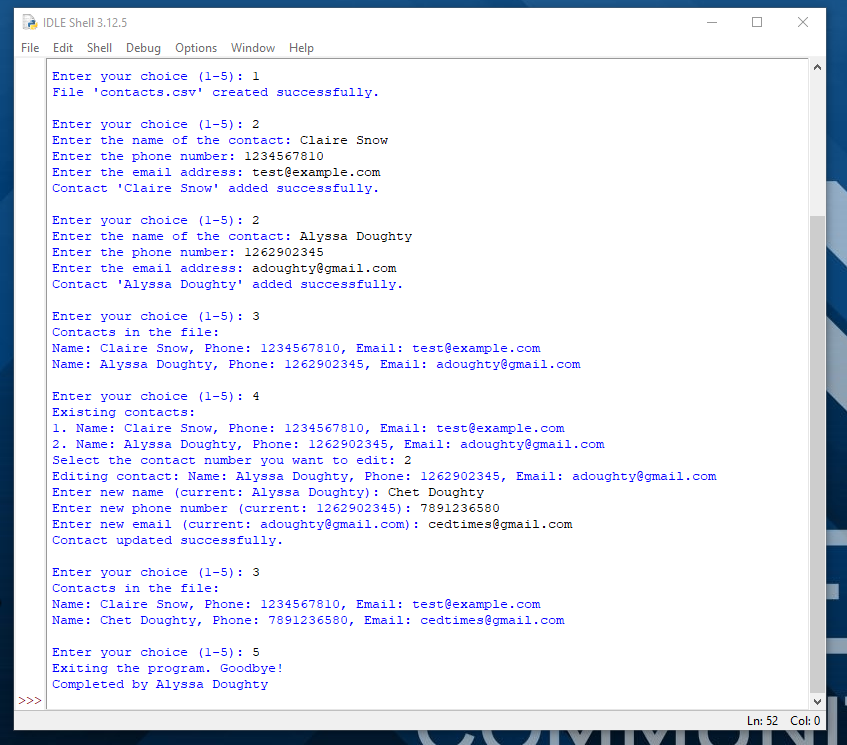 IDLE Shell 3.12.5
File Edit Shell Debug Options Window Help
Enter your choice (1-5): 1
File 'contacts.csv' created successfully.
Enter your choice (1-5): 2
Enter the name of the contact: Claire Snow
Enter the phone number: 1234567810
Enter the email address: test@example.com
Contact 'Claire Snow' added successfully.
Enter your choice (1-5): 2
Enter the name of the contact: Alyssa Doughty
Enter the phone number: 1262902345
Enter the email address: adoughty@gmail.com
Contact 'Alyssa Doughty' added successfully.
Enter your choice (1-5): 3
Contacts in the file:
Name: Claire Snow, Phone: 1234567810, Email: test@example.com
Name: Alyssa Doughty, Phone: 1262902345, Email: adoughty@gmail.com
Enter your choice (1-5): 4
Existing contacts:
1. Name: Claire Snow, Phone: 1234567810, Email: test@example.com
2. Name: Alyssa Doughty, Phone: 1262902345, Email: adoughty@gmail.com
Select the contact number you want to edit: 2
Editing contact: Name: Alyssa Doughty, Phone: 1262902345, Email: adoughty@gmail.com
Enter new name (current: Alyssa Doughty): Chet Doughty
Enter new phone number (current: 1262902345): 7891236580
Enter new email (current: adoughty@gmail.com): cedtimes@gmail.com
Contact updated successfully.
Enter your choice (1-5): 3
Contacts in the file:
Name: Claire Snow, Phone: 1234567810, Email: test@example.com
Name: Chet Doughty, Phone: 7891236580, Email: cedtimes@gmail.com
Enter your choice (1-5): 5
Exiting the program. Goodbye!
Completed by Alyssa Doughty
>>>
Ln: 52 Col: 0